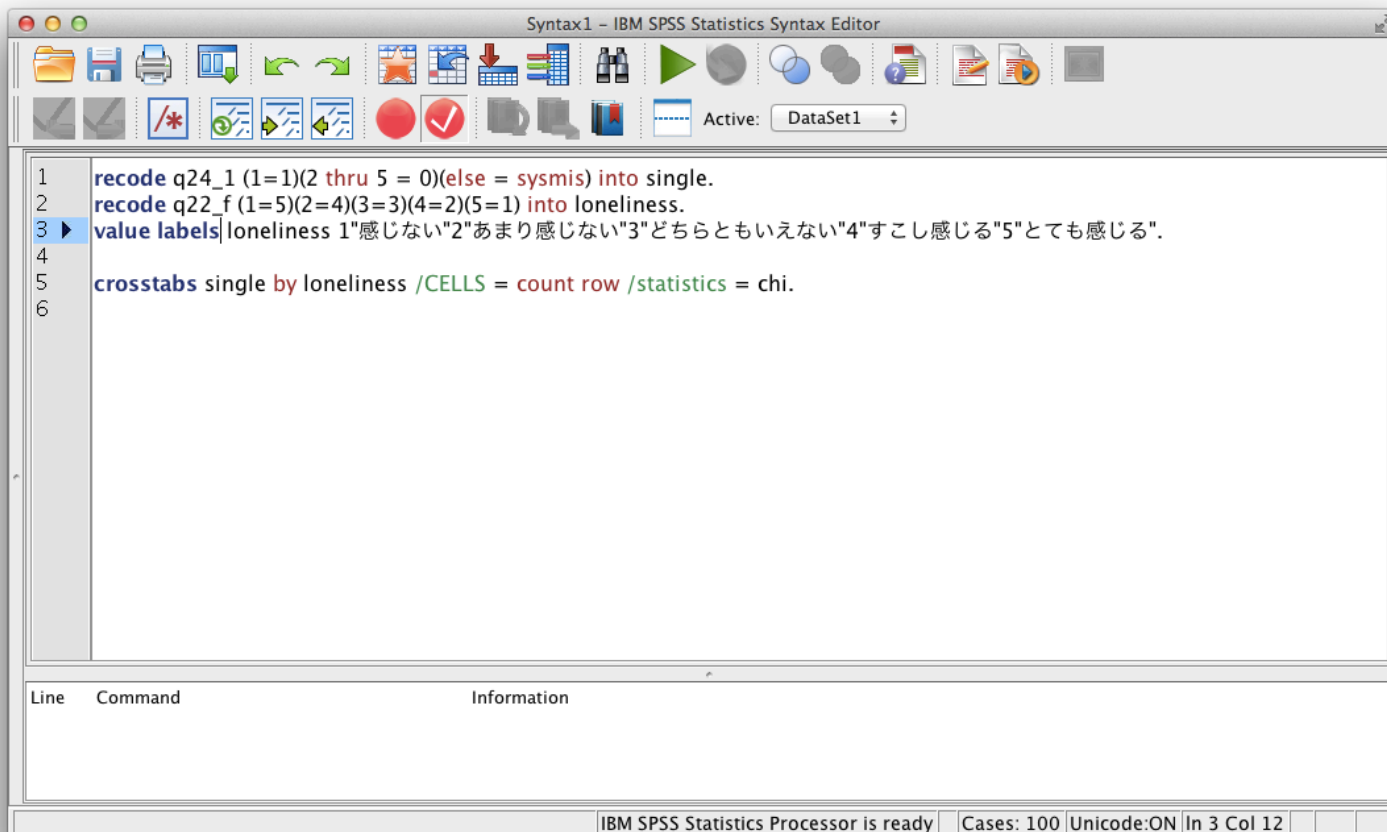 Syntax1 – IBM SPSS Statistics Syntax Editor
/*
Active: DataSet1
1 recode q24_1 (1=1)(2 thru 5 = 0)(else = sysmis) into single.
2 recode q22_f (1=5)(2=4)(3=3)(4=2)(5=1) into loneliness.
3 value labels loneliness 1"感じない"2"あまり感じない"3"どちらともいえない"4"すこし感じる"5"とても感じる".
4
5 crosstabs single by loneliness /CELLS = count row /statistics = chi.
6
Line Command Information
IBM SPSS Statistics Processor is ready Cases: 100 Unicode:ON In 3 Col 12